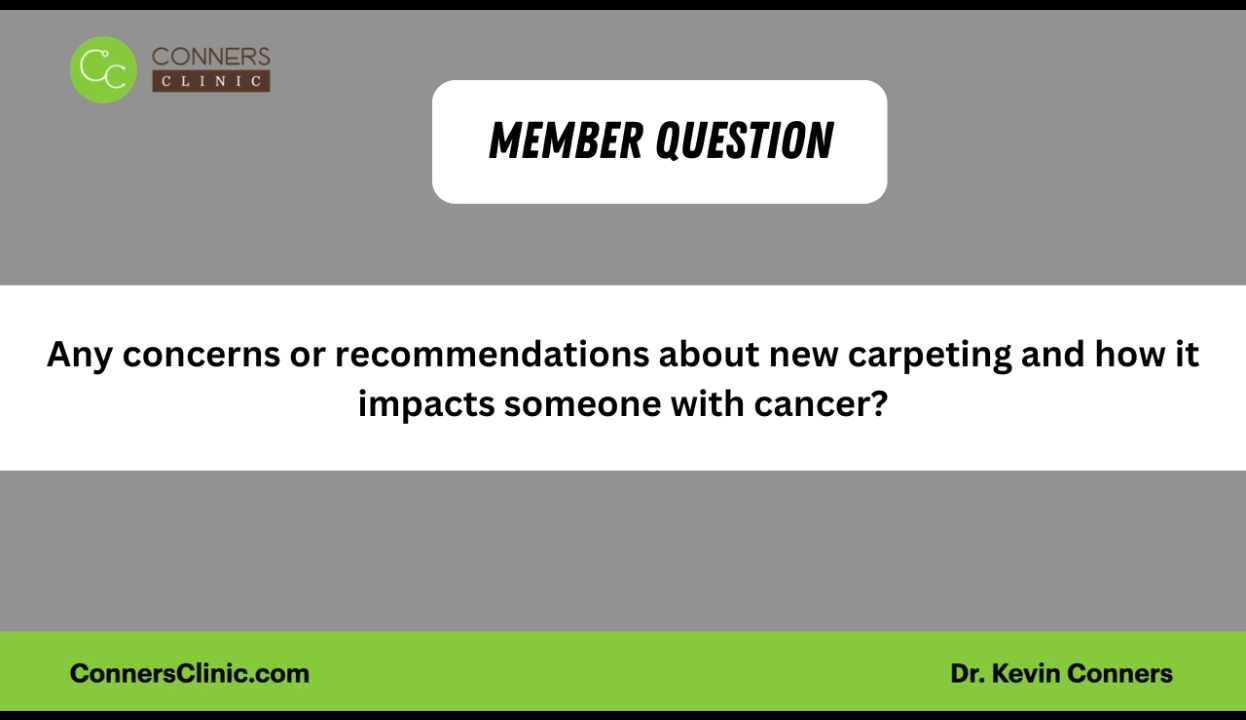 CC
CONNERS
CLINIC
MEMBER QUESTION
Any concerns or recommendations about new carpeting and how it
impacts someone with cancer?
ConnersClinic.com
Dr. Kevin Conners